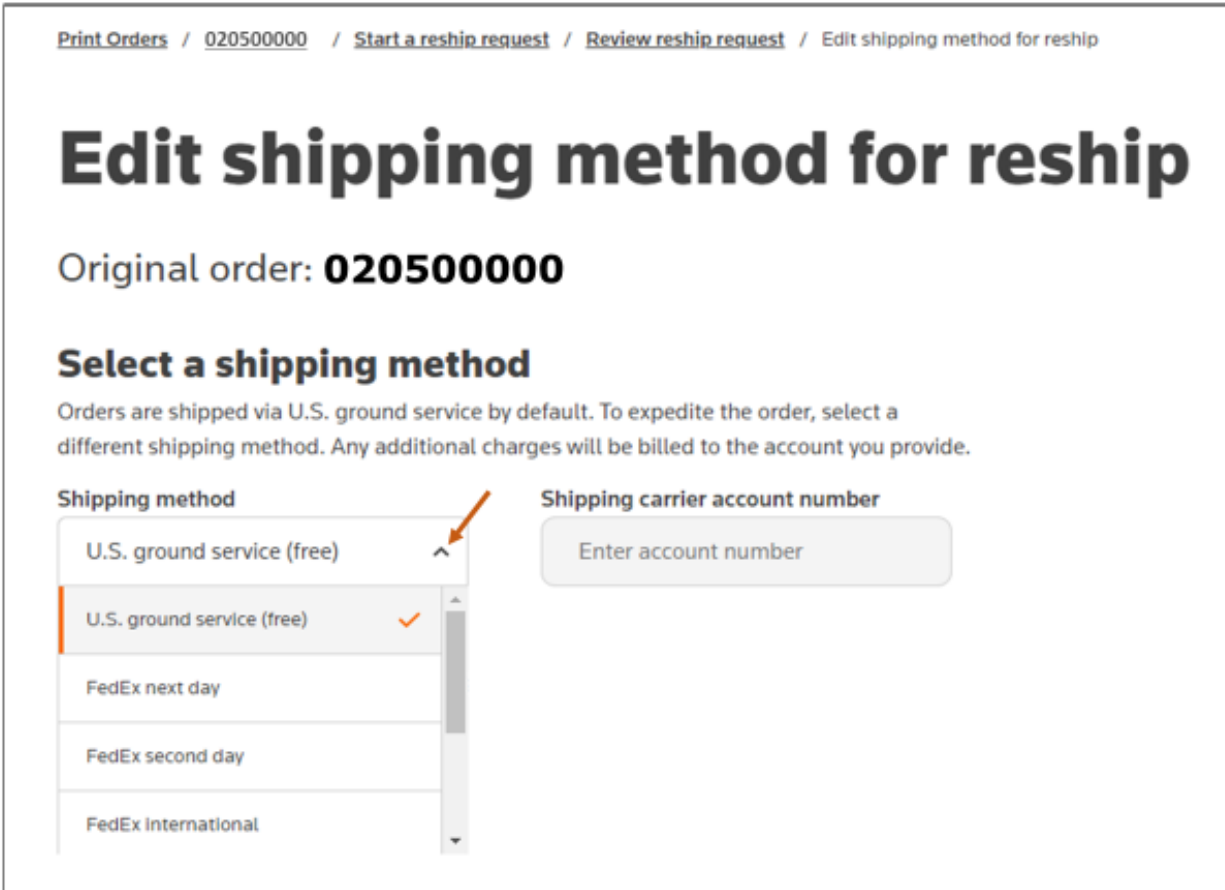 Print Orders / 020500000 / Start a reship request / Review reship request / Edit shipping method for reship
Edit shipping method for reship
Original order: 020500000
Select a shipping method
Orders are shipped via U.S. ground service by default. To expedite the order, select a
different shipping method. Any additional charges will be billed to the account you provide.
Shipping method
Shipping carrier account number
U.S. ground service (free)
Enter account number
U.S. ground service (free)
FedEx next day
FedEx second day
FedEx International